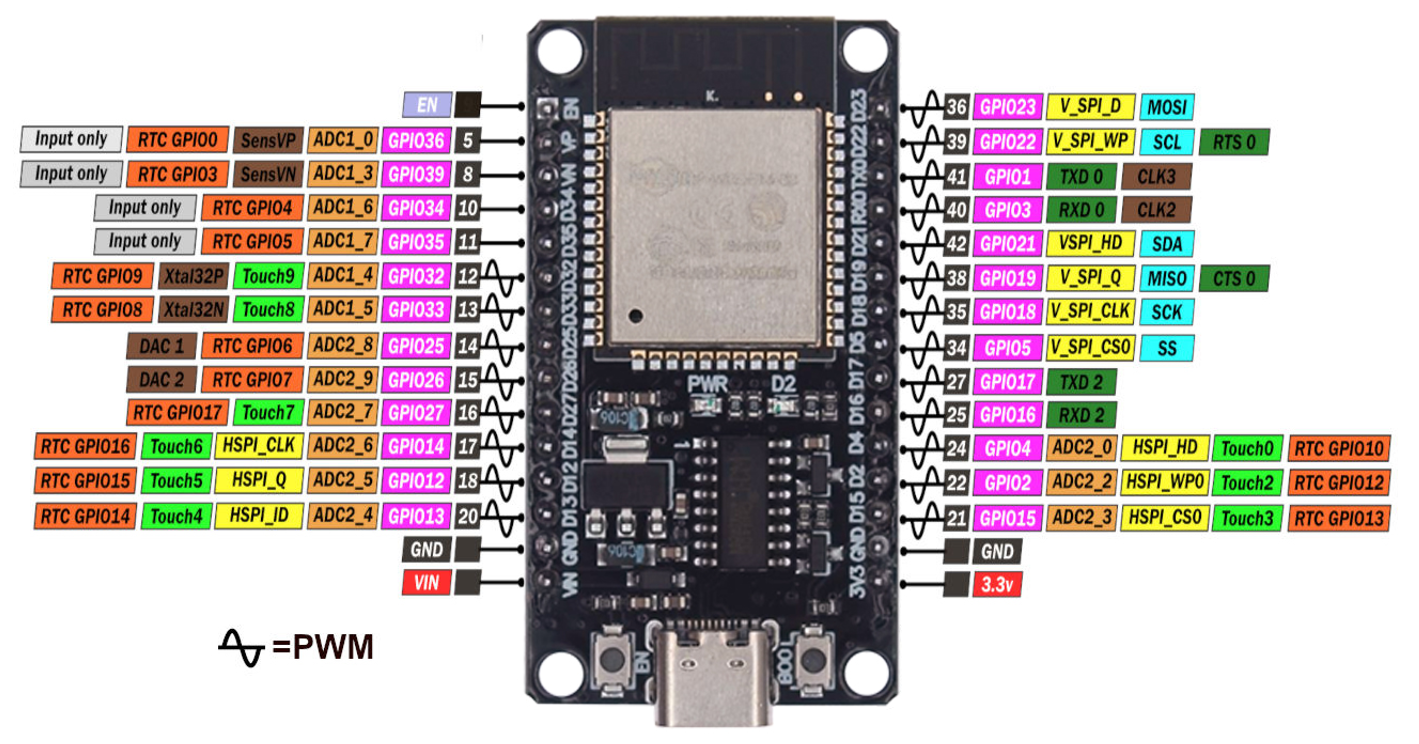 K.
EN EN D23 36 GPIO23 V_SPI_D MOSI
Input only RTC GPIO0 SensVP ADC1_0 GPIO36 5 VP D22 39 GPIO22 V_SPI_WP SCL RTS 0
Input only RTC GPIO3 SensVN ADC1_3 GPIO39 8 VN TXD 41 GPIO1 TXD 0 CLK3
Input only RTC GPIO4 ADC1_6 GPIO34 10 D34 RXD 40 GPIO3 RXD 0 CLK2
Input only RTC GPIO5 ADC1_7 GPIO35 11 D35 D21 42 GPIO21 VSPI_HD SDA
RTC GPIO9 Xtal32P Touch9 ADC1_4 GPIO32 12 D32 D19 38 GPIO19 V_SPI_Q MISO CTS 0
RTC GPIO8 Xtal32N Touch8 ADC1_5 GPIO33 13 D33 D18 35 GPIO18 V_SPI_CLK SCK
DAC 1 RTC GPIO6 ADC2_8 GPIO25 14 D25 D5 34 GPIO5 V_SPI_CS0 SS
DAC 2 RTC GPIO7 ADC2_9 GPIO26 15 D26 PWR D2 D17 27 GPIO17 TXD 2
RTC GPIO17 Touch7 ADC2_7 GPIO27 16 D27 C106 D16 25 GPIO16 RXD 2
RTC GPIO16 Touch6 HSPI_CLK ADC2_6 GPIO14 17 D14 1 D4 24 GPIO4 ADC2_0 HSPI_HD Touch0 RTC GPIO10
RTC GPIO15 Touch5 HSPI_Q ADC2_5 GPIO12 18 D12 D2 22 GPIO2 ADC2_2 HSPI_WP0 Touch2 RTC GPIO12
RTC GPIO14 Touch4 HSPI_ID ADC2_4 GPIO13 20 D13 D15 21 GPIO15 ADC2_3 HSPI_CS0 Touch3 RTC GPIO13
GND GND C106 GND GND
VIN VIN 3V3 3.3v
=PWM EN BOOT